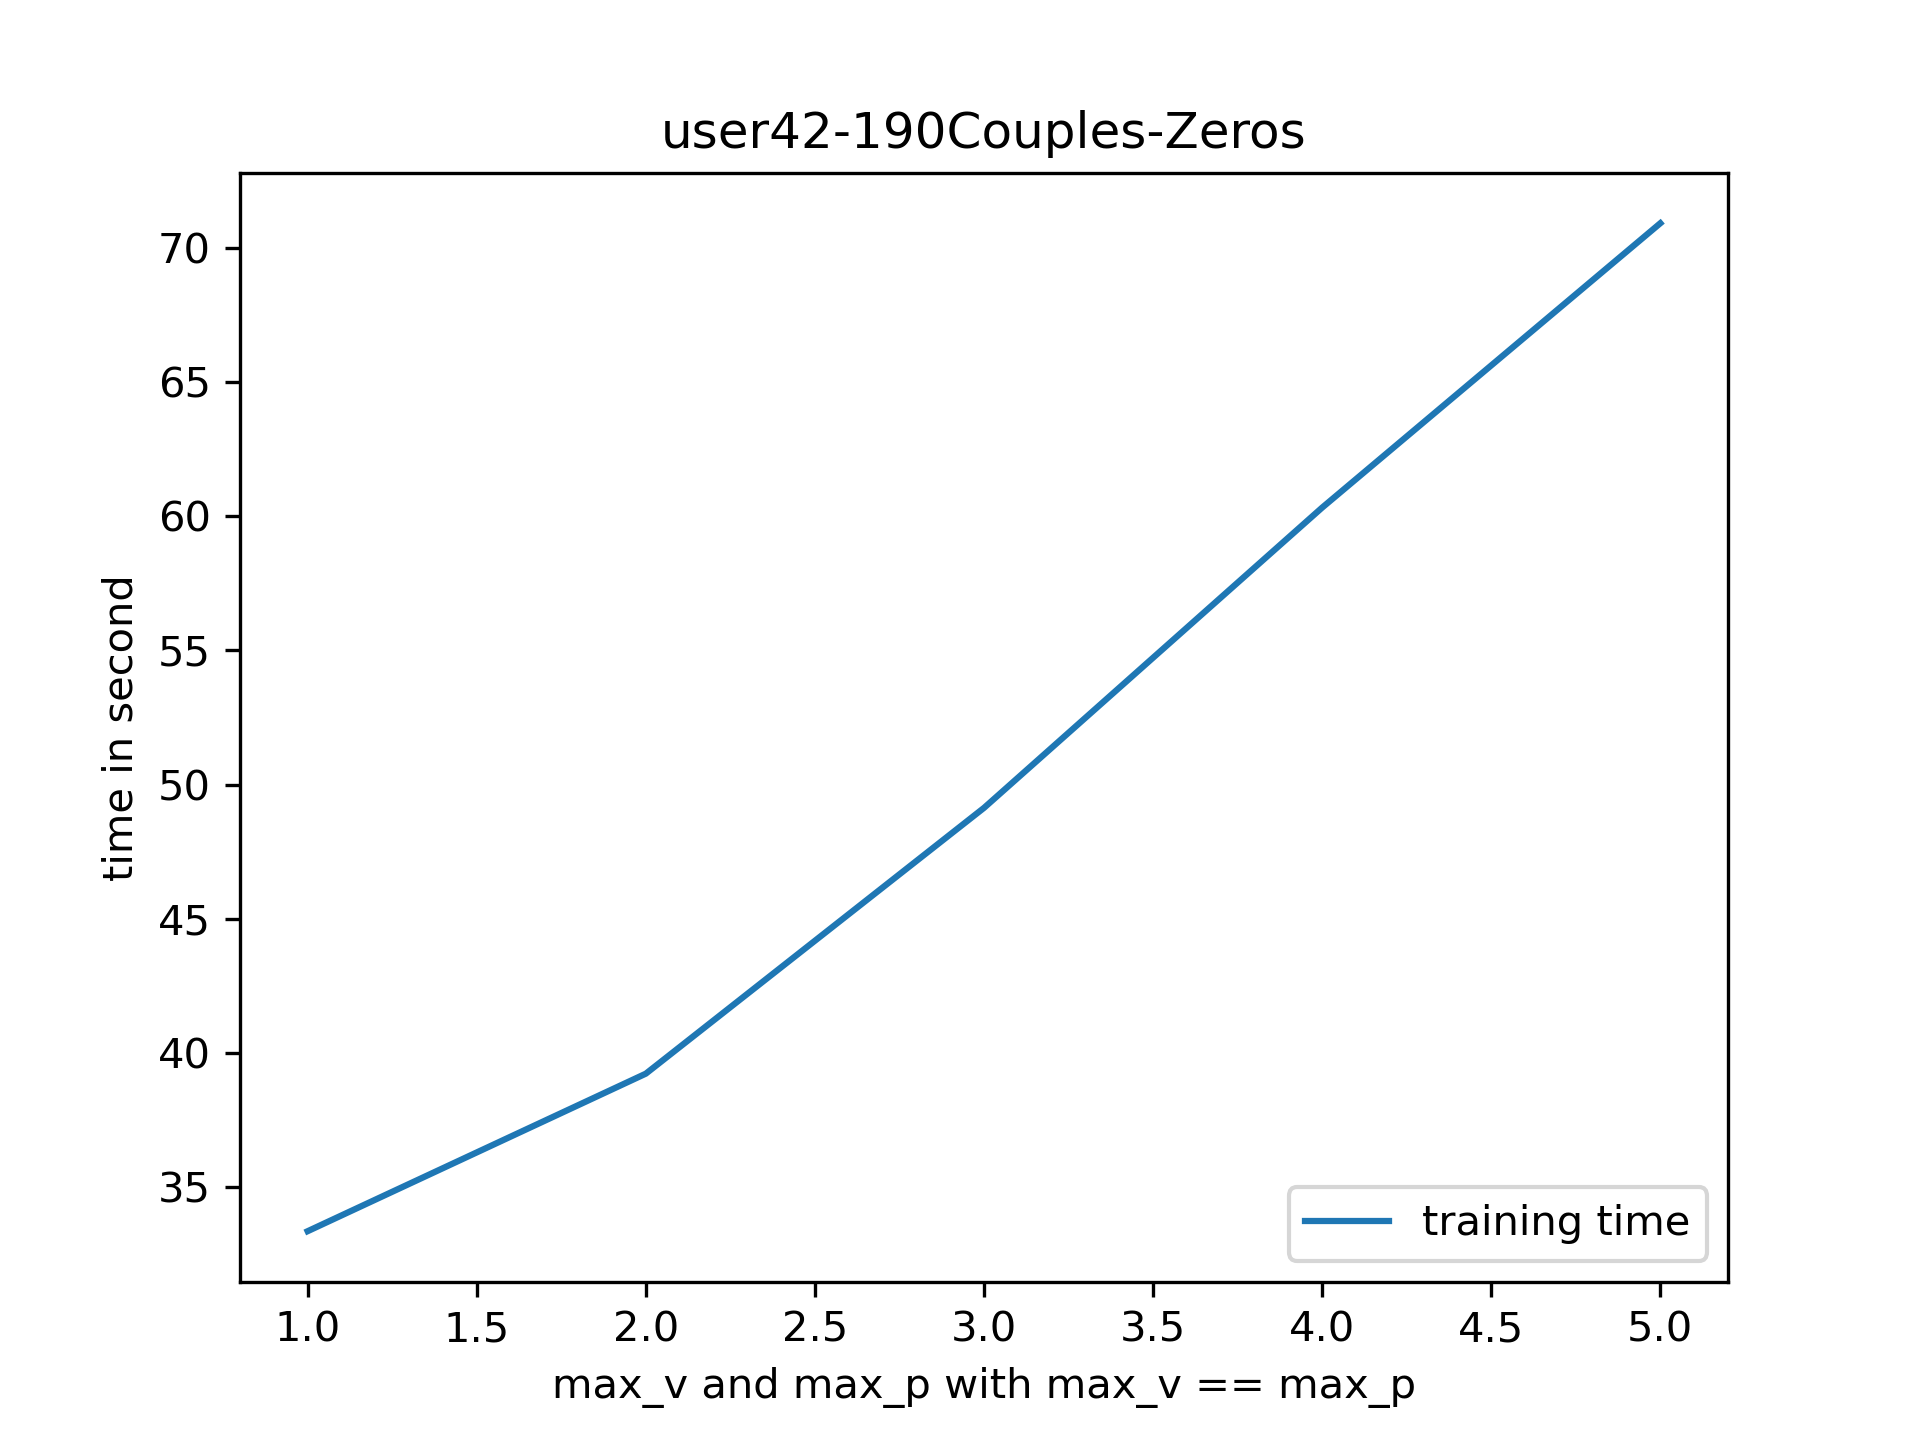 user42-190Couples-Zeros
70
65
60
55
50
45
40
35
time in second
training time
1.0 1.5 2.0 2.5 3.0 3.5 4.0 4.5 5.0
max_v and max_p with max_v == max_p